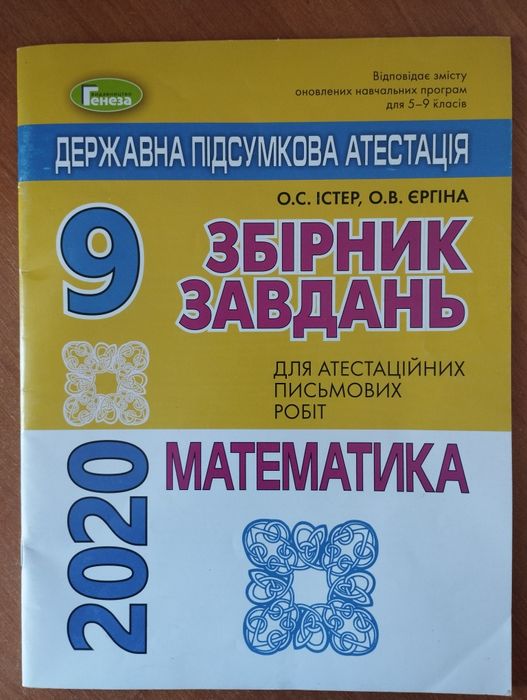 видавництво
Генеза
Відповідає змісту
оновлених навчальних програм
для 5–9 класів
ДЕРЖАВНА ПІДСУМКОВА АТЕСТАЦІЯ
О.С. ІСТЕР, О.В. ЄРГІНА
9
ЗБІРНИК
ЗАВДАНЬ
ДЛЯ АТЕСТАЦІЙНИХ
ПИСЬМОВИХ
РОБІТ
2020
МАТЕМАТИКА